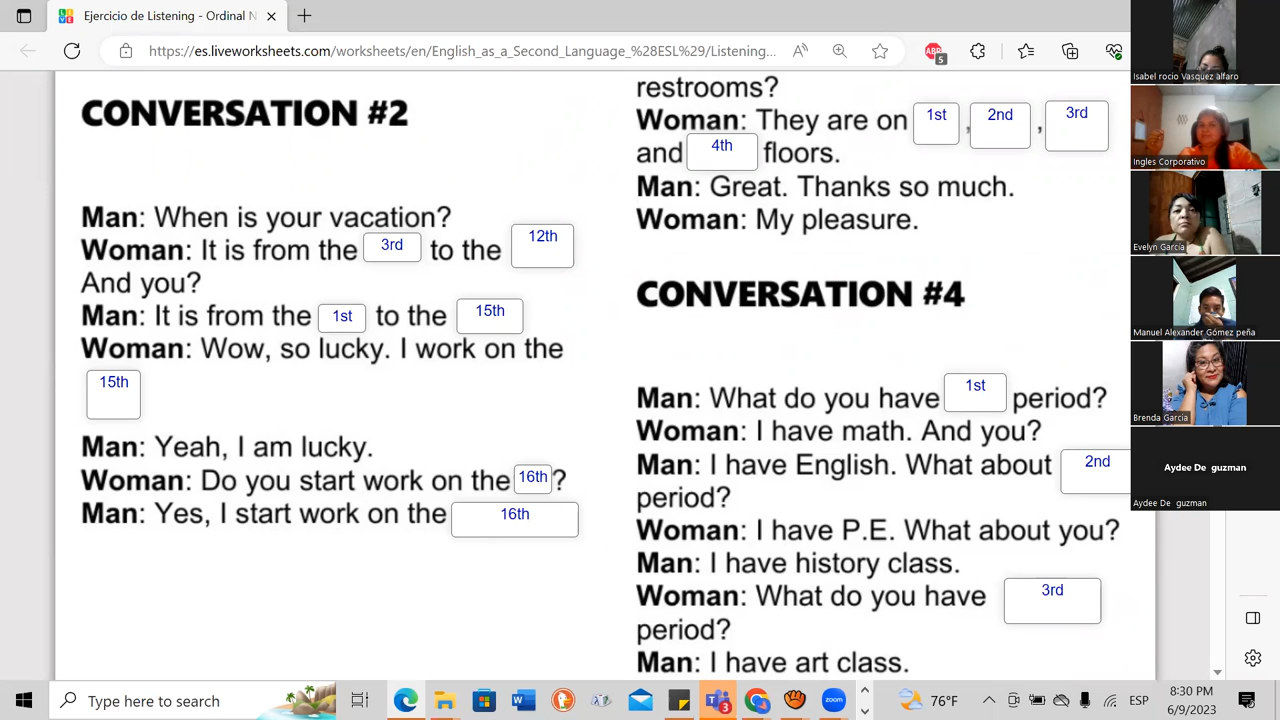 Ejercicio de Listening - Ordinal N
https://es.liveworksheets.com/worksheets/en/English_as_a_Second_Language_%28ESL%29/Listening...
CONVERSATION #2
Man: When is your vacation?
Woman: It is from the 3rd to the 12th
And you?
Man: It is from the 1st to the 15th
Woman: Wow, so lucky. I work on the
15th
Man: Yeah, I am lucky.
Woman: Do you start work on the 16th?
Man: Yes, I start work on the 16th
restrooms?
Woman: They are on 1st , 2nd , 3rd
and 4th floors.
Man: Great. Thanks so much.
Woman: My pleasure.
CONVERSATION #4
Man: What do you have 1st period?
Woman: I have math. And you?
Man: I have English. What about 2nd
period?
Woman: I have P.E. What about you?
Man: I have history class.
Woman: What do you have 3rd
period?
Man: I have art class.
Isabel rocio Vasquez alfaro
Ingles Corporativo
Evelyn García
Manuel Alexander Gómez peña
Brenda Garcia
Aydee De guzman
Aydee De guzman
Type here to search
76°F
ESP
8:30 PM
6/9/2023